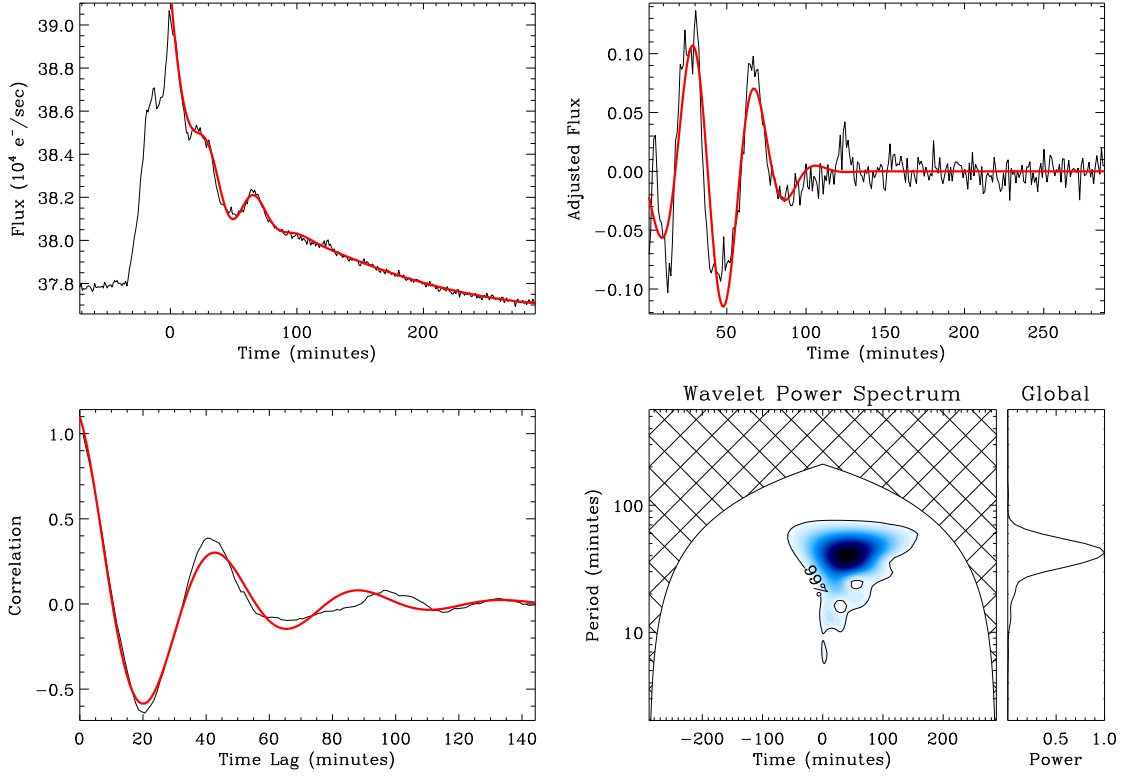 39.0
38.8
38.6
38.4
38.2
38.0
37.8
Flux (10⁴ e⁻/sec)
0 100 200
Time (minutes)
0.10
0.05
0.00
−0.05
−0.10
Adjusted Flux
50 100 150 200 250
Time (minutes)
1.0
0.5
0.0
−0.5
Correlation
0 20 40 60 80 100 120 140
Time Lag (minutes)
Wavelet Power Spectrum
100
10
Period (minutes)
99%
−200 −100 0 100 200
Time (minutes)
Global
0.5 1.0
Power